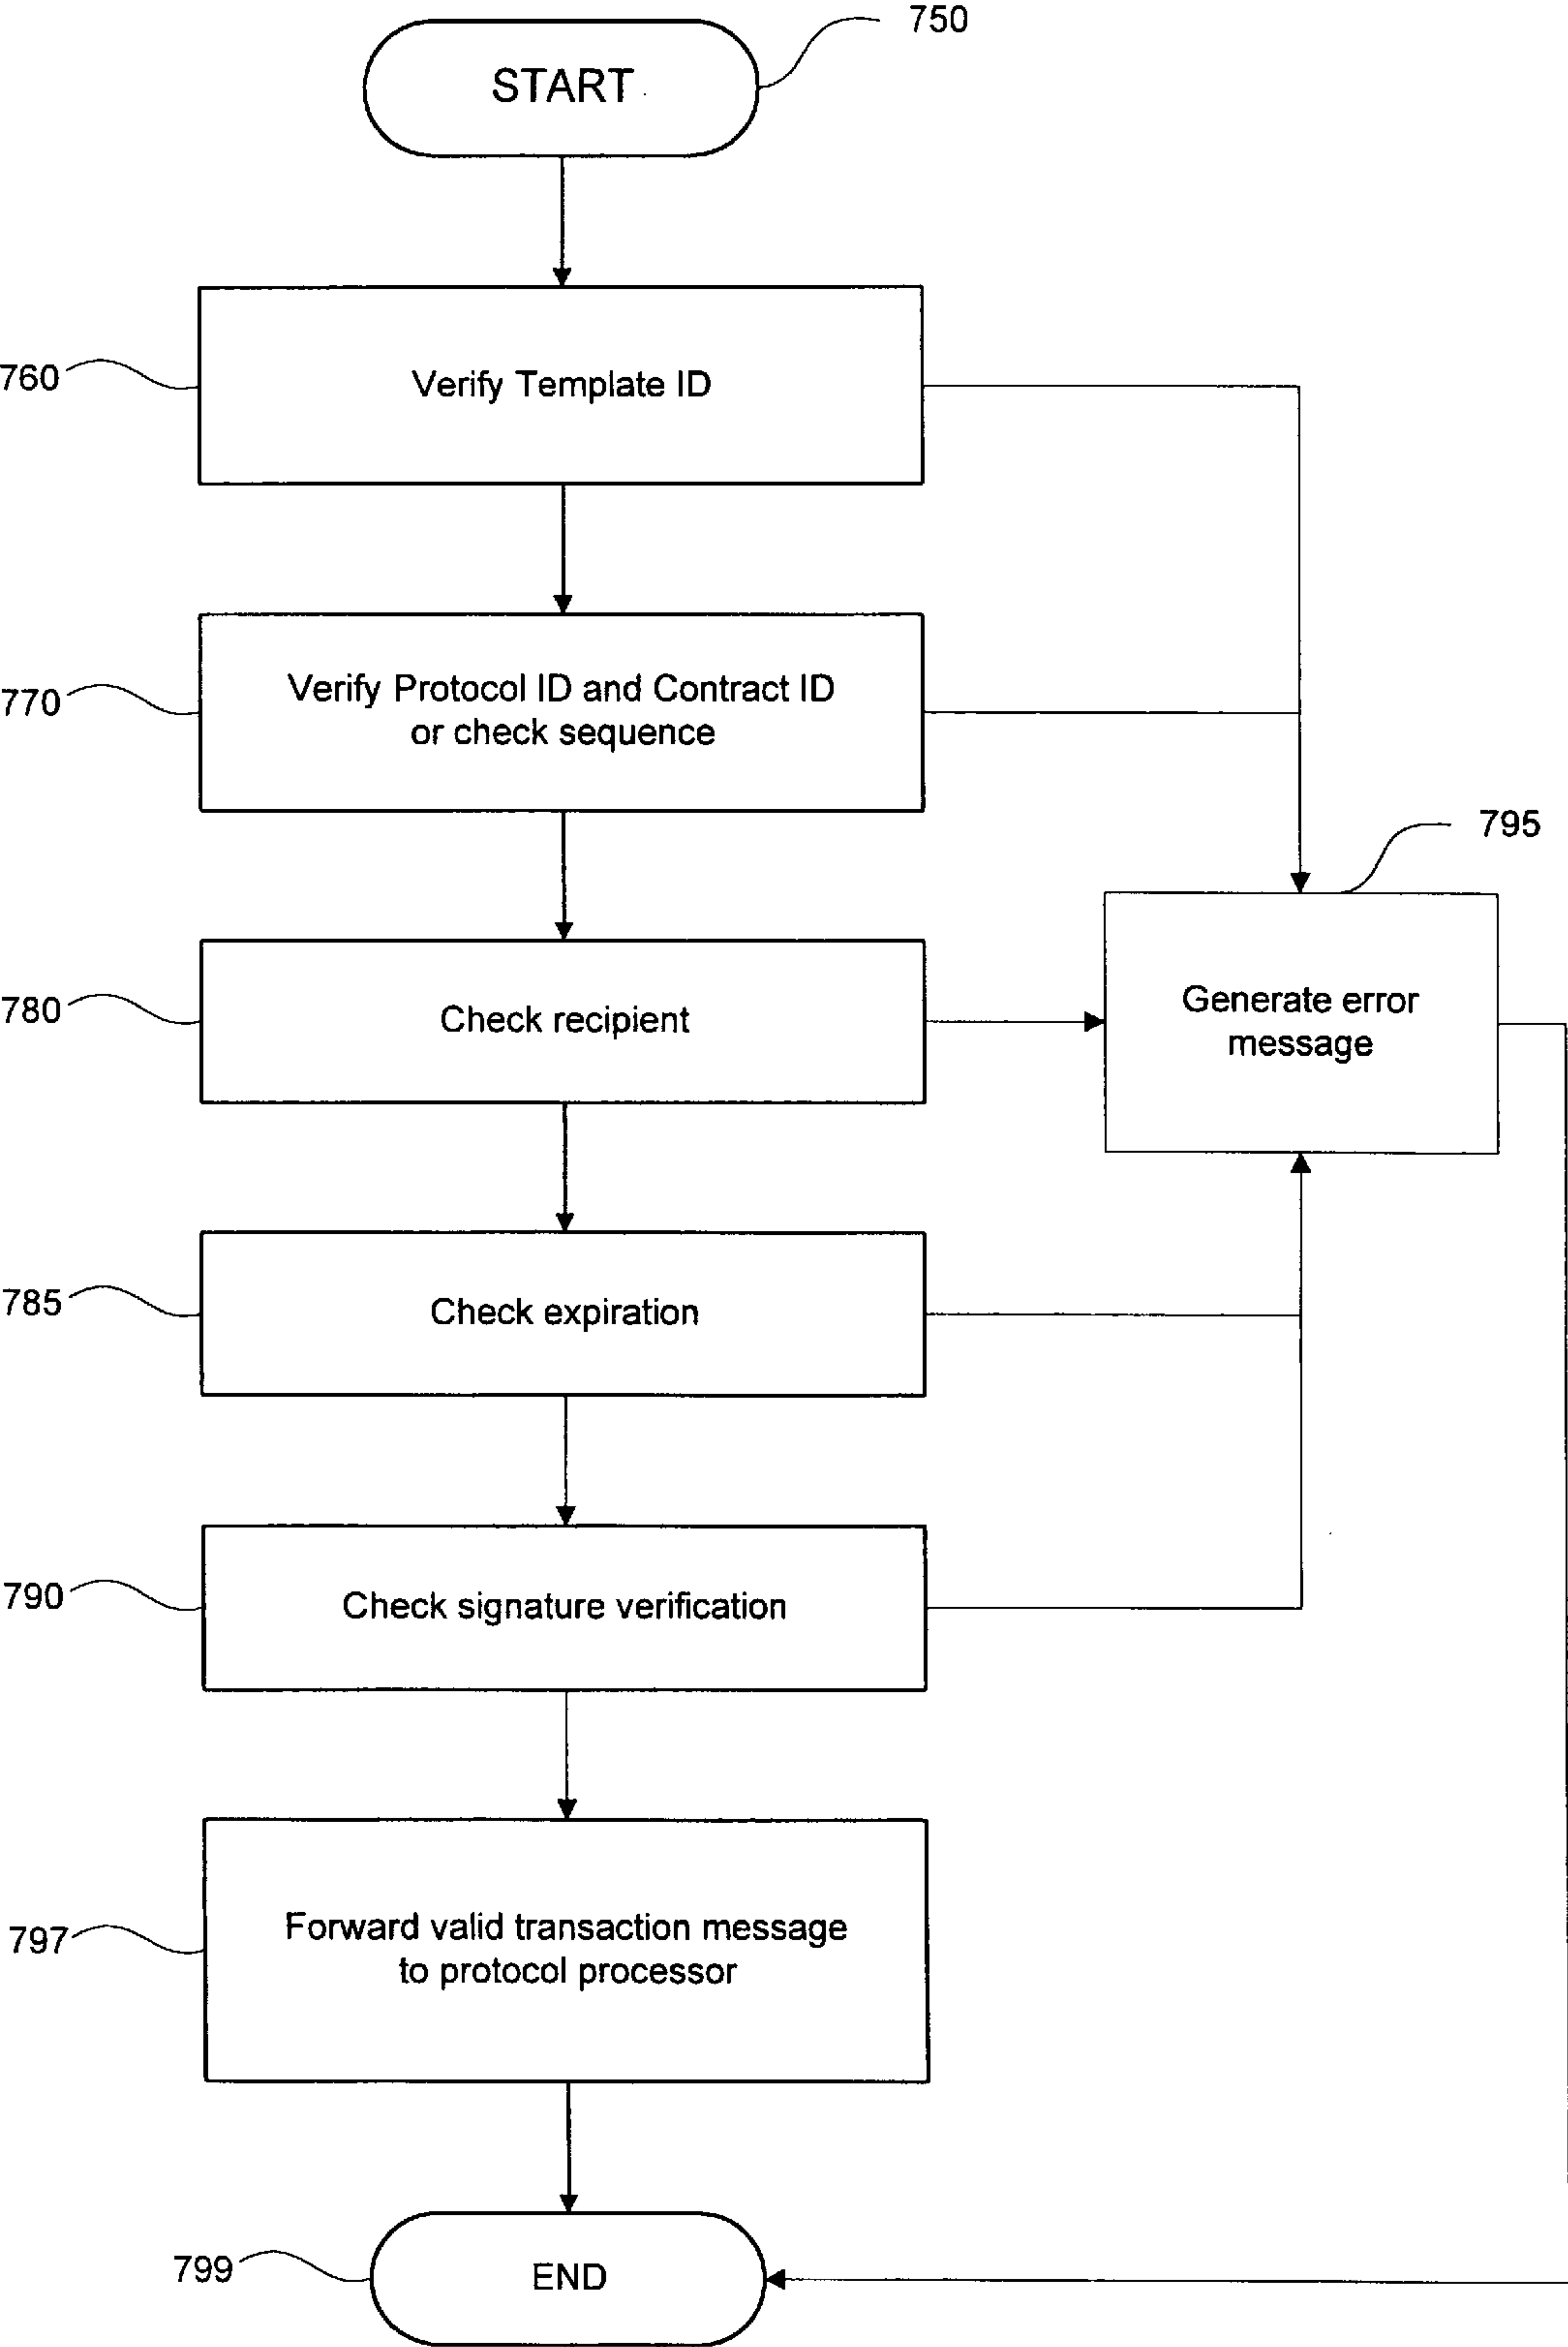 750
START
760
Verify Template ID
770
Verify Protocol ID and Contract ID
or check sequence
795
780
Check recipient
Generate error
message
785
Check expiration
790
Check signature verification
797
Forward valid transaction message
to protocol processor
799
END